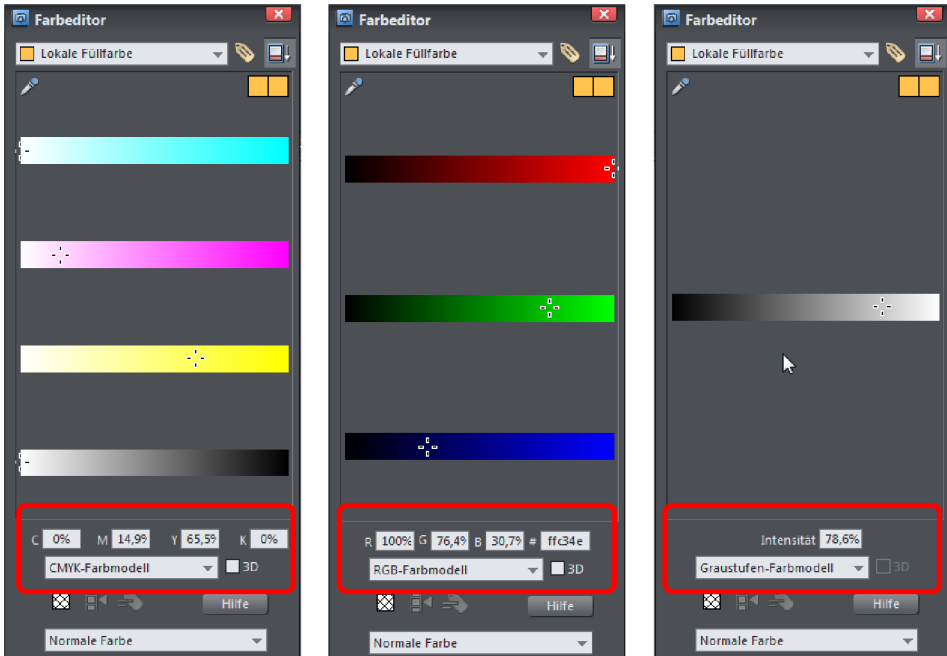 Farbeditor
Lokale Füllfarbe
C 0% M 14,9% Y 65,5% K 0%
CMYK-Farbmodell 3D
Hilfe
Normale Farbe
Farbeditor
Lokale Füllfarbe
R 100% G 76,4% B 30,7% # ffc34e
RGB-Farbmodell 3D
Hilfe
Normale Farbe
Farbeditor
Lokale Füllfarbe
Intensität 78,6%
Graustufen-Farbmodell 3D
Hilfe
Normale Farbe